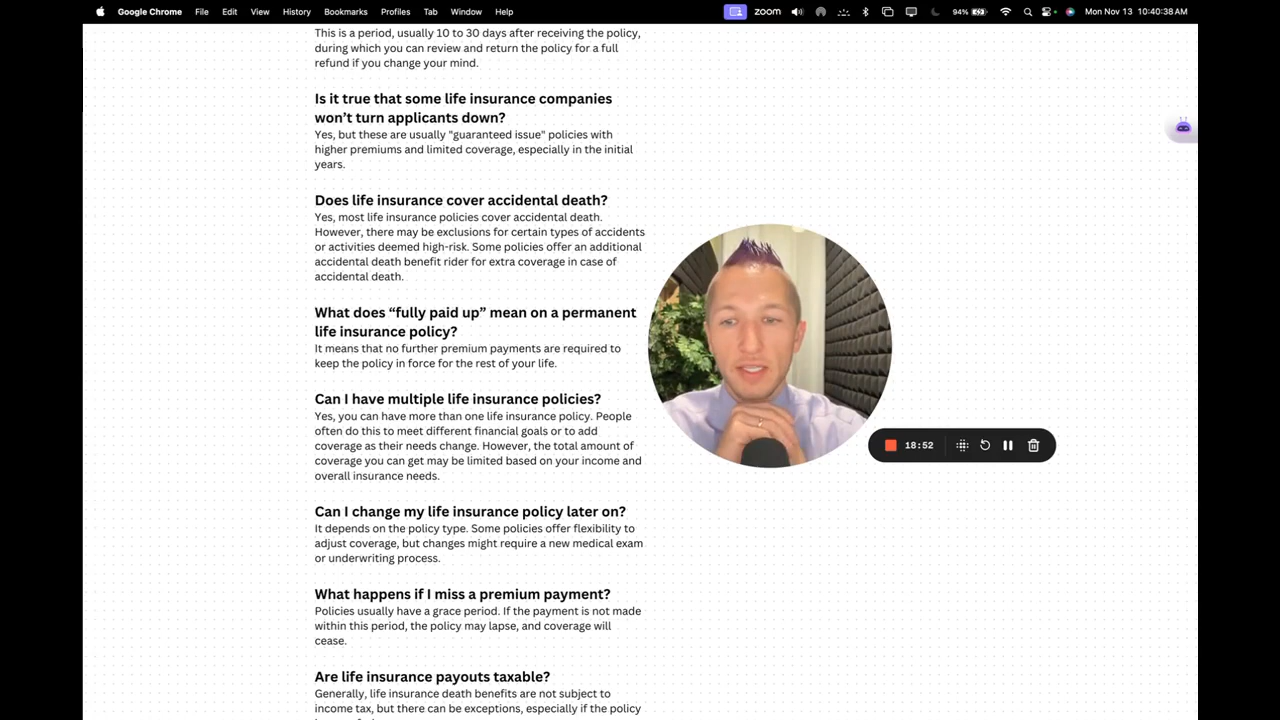 Google Chrome File Edit View History Bookmarks Profiles Tab Window Help zoom 94% Mon Nov 13 10:40:38 AM
This is a period, usually 10 to 30 days after receiving the policy,
during which you can review and return the policy for a full
refund if you change your mind.
Is it true that some life insurance companies
won’t turn applicants down?
Yes, but these are usually "guaranteed issue" policies with
higher premiums and limited coverage, especially in the initial
years.
Does life insurance cover accidental death?
Yes, most life insurance policies cover accidental death.
However, there may be exclusions for certain types of accidents
or activities deemed high-risk. Some policies offer an additional
accidental death benefit rider for extra coverage in case of
accidental death.
What does “fully paid up” mean on a permanent
life insurance policy?
It means that no further premium payments are required to
keep the policy in force for the rest of your life.
Can I have multiple life insurance policies?
Yes, you can have more than one life insurance policy. People
often do this to meet different financial goals or to add
coverage as their needs change. However, the total amount of
coverage you can get may be limited based on your income and
overall insurance needs.
18:52
Can I change my life insurance policy later on?
It depends on the policy type. Some policies offer flexibility to
adjust coverage, but changes might require a new medical exam
or underwriting process.
What happens if I miss a premium payment?
Policies usually have a grace period. If the payment is not made
within this period, the policy may lapse, and coverage will
cease.
Are life insurance payouts taxable?
Generally, life insurance death benefits are not subject to
income tax, but there can be exceptions, especially if the policy